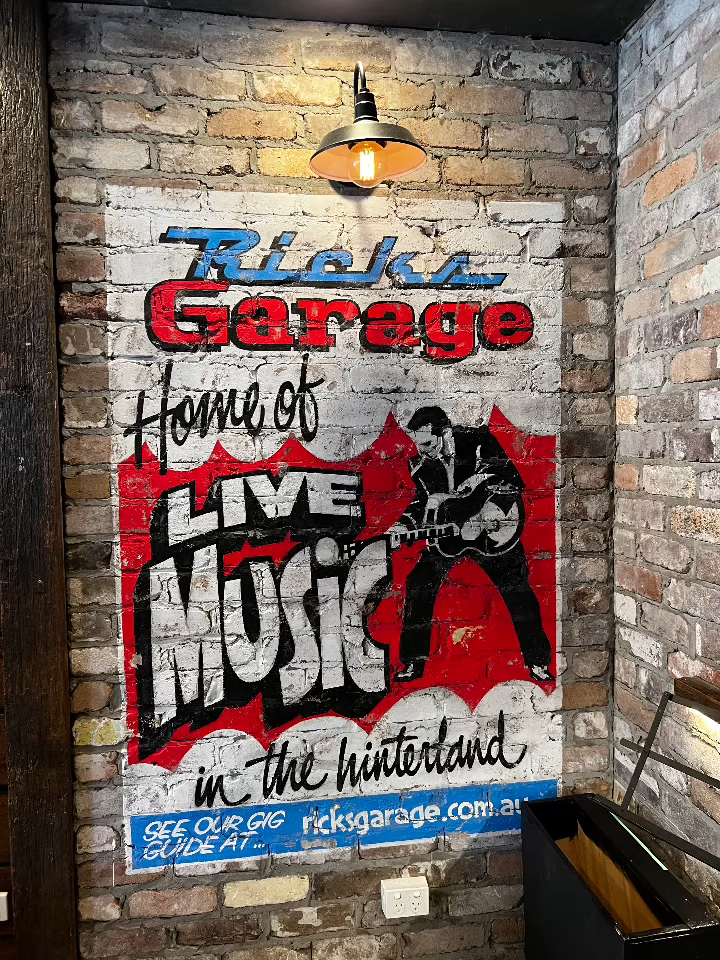 Ricks
Garage
Home of
LIVE
MUSIC
in the hinterland
SEE OUR GIG
GUIDE AT...
ricksgarage.com.au